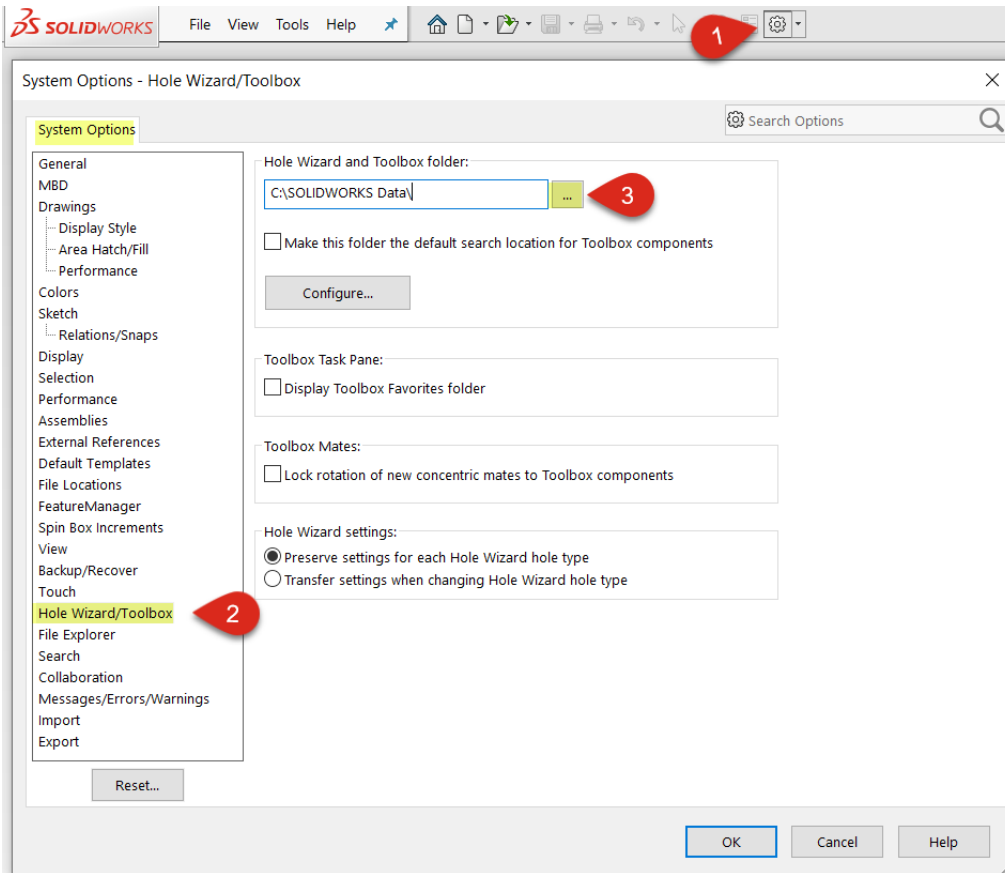 SOLIDWORKS File View Tools Help
1
System Options - Hole Wizard/Toolbox
Search Options
System Options
General
MBD
Drawings
Display Style
Area Hatch/Fill
Performance
Colors
Sketch
Relations/Snaps
Display
Selection
Performance
Assemblies
External References
Default Templates
File Locations
FeatureManager
Spin Box Increments
View
Backup/Recover
Touch
Hole Wizard/Toolbox
2
File Explorer
Search
Collaboration
Messages/Errors/Warnings
Import
Export
Reset...
Hole Wizard and Toolbox folder:
C:\SOLIDWORKS Data\ ... 3
Make this folder the default search location for Toolbox components
Configure...
Toolbox Task Pane:
Display Toolbox Favorites folder
Toolbox Mates:
Lock rotation of new concentric mates to Toolbox components
Hole Wizard settings:
Preserve settings for each Hole Wizard hole type
Transfer settings when changing Hole Wizard hole type
OK Cancel Help